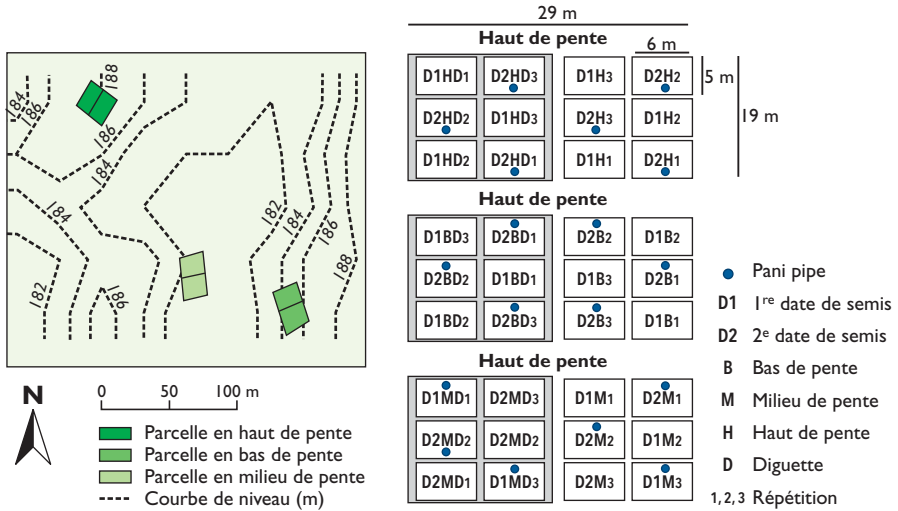 184
186
188
186
184
184
182
186
182
184
186
188
N
0 50 100 m
Parcelle en haut de pente
Parcelle en bas de pente
Parcelle en milieu de pente
Courbe de niveau (m)
29 m
Haut de pente
6 m
D1HD1 D2HD3 D1H3 D2H2
5 m
D2HD2 D1HD3 D2H3 D1H2
19 m
D1HD2 D2HD1 D1H1 D2H1
Haut de pente
D1BD3 D2BD1 D2B2 D1B2
D2BD2 D1BD1 D1B3 D2B1
D1BD2 D2BD3 D2B3 D1B1
Haut de pente
D1MD1 D2MD3 D1M1 D2M1
D2MD2 D2MD2 D2M2 D1M2
D2MD1 D1MD3 D2M3 D1M3
Pani pipe
D1 1re date de semis
D2 2e date de semis
B Bas de pente
M Milieu de pente
H Haut de pente
D Diguette
1, 2, 3 Répétition